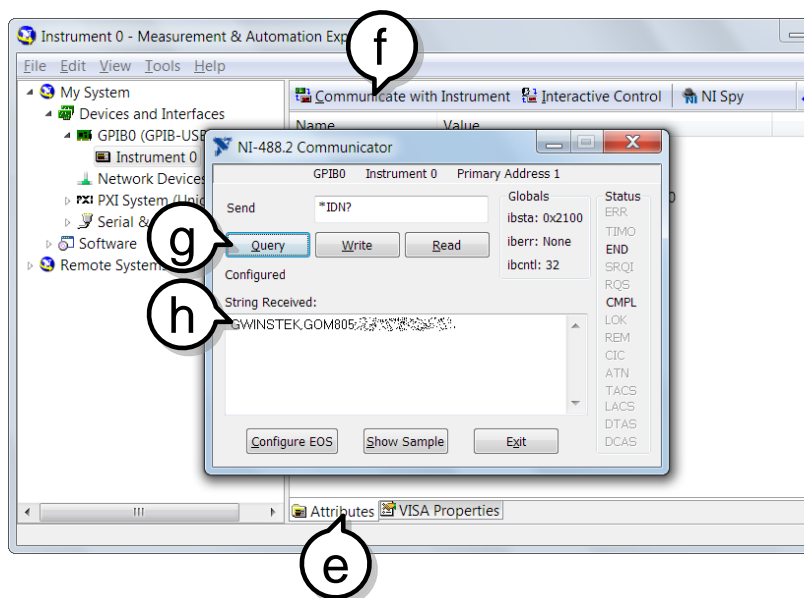 Instrument 0 - Measurement & Automation Exp
f
File Edit View Tools Help
My System
Devices and Interfaces
GPIB0 (GPIB-USB
Instrument 0
Network Devices
PXI System (Unid
Serial &
Software
Remote Systems
Communicate with Instrument Interactive Control NI Spy
Name Value
NI-488.2 Communicator
GPIB0 Instrument 0 Primary Address 1
Send *IDN?
g
Query Write Read
Configured
h
String Received:
GWINSTEK,GOM805
Globals
ibsta: 0x2100
iberr: None
ibcntl: 32
Status
ERR
TIMO
END
SRQI
RQS
CMPL
LOK
REM
CIC
ATN
TACS
LACS
DTAS
DCAS
Configure EOS Show Sample Exit
0
Attributes VISA Properties
e